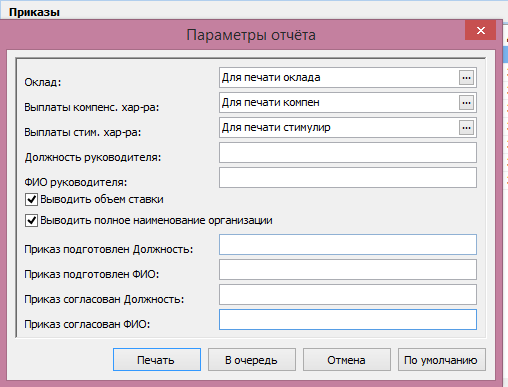 Приказы
Параметры отчёта
Оклад: Для печати оклада ...
Выплаты компенс. хар-ра: Для печати компен ...
Выплаты стим. хар-ра: Для печати стимулир ...
Должность руководителя:
ФИО руководителя:
Выводить объем ставки
Выводить полное наименование организации
Приказ подготовлен Должность:
Приказ подготовлен ФИО:
Приказ согласован Должность:
Приказ согласован ФИО:
Печать В очередь Отмена По умолчанию